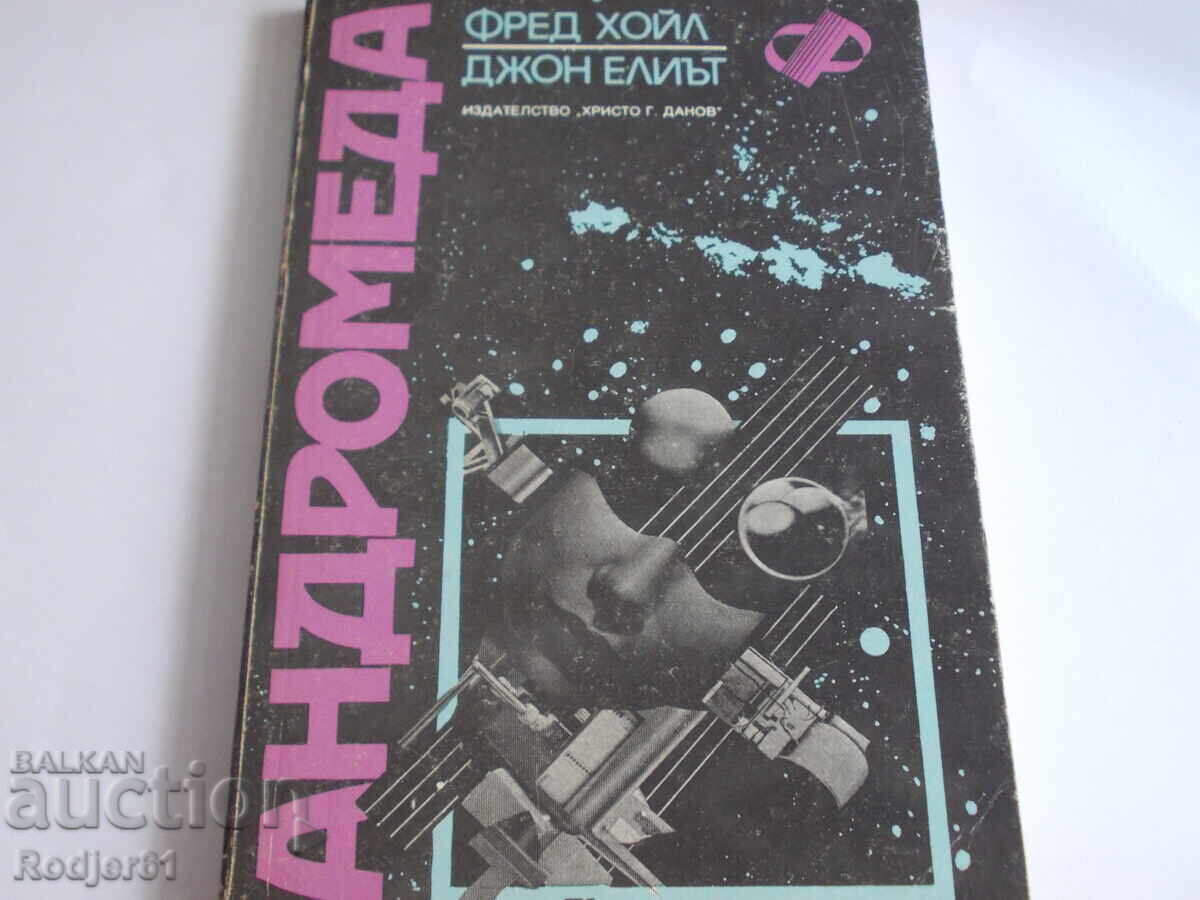 ФРЕД ХОЙЛ
ДЖОН ЕЛИЪТ
ИЗДАТЕЛСТВО „ХРИСТО Г. ДАНОВ"
АНДРОМЕДА
BALKAN
auction
Rodjer61